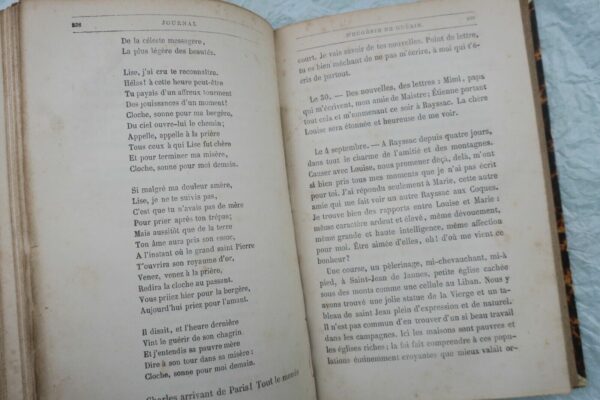 238
JOURNAL
De la céleste messagère,
La plus légère des beautés.
Lise, j'ai cru te reconnaître.
Hélas! à cette heure peut-être
Tu payais d'un affreux tourment
Des jouissances d'un moment!
Cloche, sonne pour ma bergère,
Du ciel ouvre-lui le chemin;
Appelle, appelle à la prière
Tous ceux à qui Lise fut chère
Et pour terminer ma misère,
Cloche, sonne pour moi demain.
Si malgré ma douleur amère,
Lise, je ne te suivis pas,
C'est que tu n'avais pas de mère
Pour prier après ton trépas;
Mais aussitôt que de la terre
Ton âme aura pris son essor,
A l'instant où le grand saint Pierre
T'ouvrira son royaume d'or,
Venez, venez à la prière,
Redira la cloche au passant.
Vous priiez hier pour la bergère,
Aujourd'hui priez pour l'amant.
Il disait, et l'heure dernière
Vint le guérir de son chagrin
Et j'entendis sa pauvre mère
Dire à son tour dans sa misère :
Cloche, sonne pour moi demain.
Charles arrivant de Paris! Tout le monde
D'EUGÉNIE DE GUÉRIN.
court. Je vais savoir de tes nouvelles. Point de lettre,
tu es bien méchant de ne pas m'écrire, à moi qui t'é-
cris de partout.
Le 30. — Des nouvelles, des lettres : Mimi, papa
qui m'écrivent, mon amie de Maistre; Étienne portant
tout cela et m'emmenant ce soir à Rayssac. La chère
Louise sera étonnée et heureuse de me voir.
Le 4 septembre. — A Rayssac depuis quatre jours,
dans tout le charme de l'amitié et des montagnes.
Causer avec Louise, nous promener deçà, delà, m'ont
si bien pris tous mes moments que je n'ai pas écrit
pour toi. J'ai répondu seulement à Marie, cette autre
amie qui me fait voir un autre Rayssac aux Coques.
Je trouve bien des rapports entre Louise et Marie :
même caractère ardent et élevé, même dévouement,
même grande et haute intelligence, même affection
pour moi. Être aimée d'elles, oh! d'où me vient ce
bonheur?
Une course, un pèlerinage, mi-chevauchant, mi-à
pied, à Saint-Jean de Jannes, petite église cachée
sous des monts comme une cellule au Liban. Nous y
avons trouvé une jolie statue de la Vierge et un ta-
bleau de saint Jean plein d'expression et de naturel.
Il n'est pas commun d'en trouver d'un si beau travail
dans les campagnes. Ici les maisons sont pauvres et
les églises riches; la foi fait comprendre à ces popu-
lations éminemment croyantes que mieux valait or-